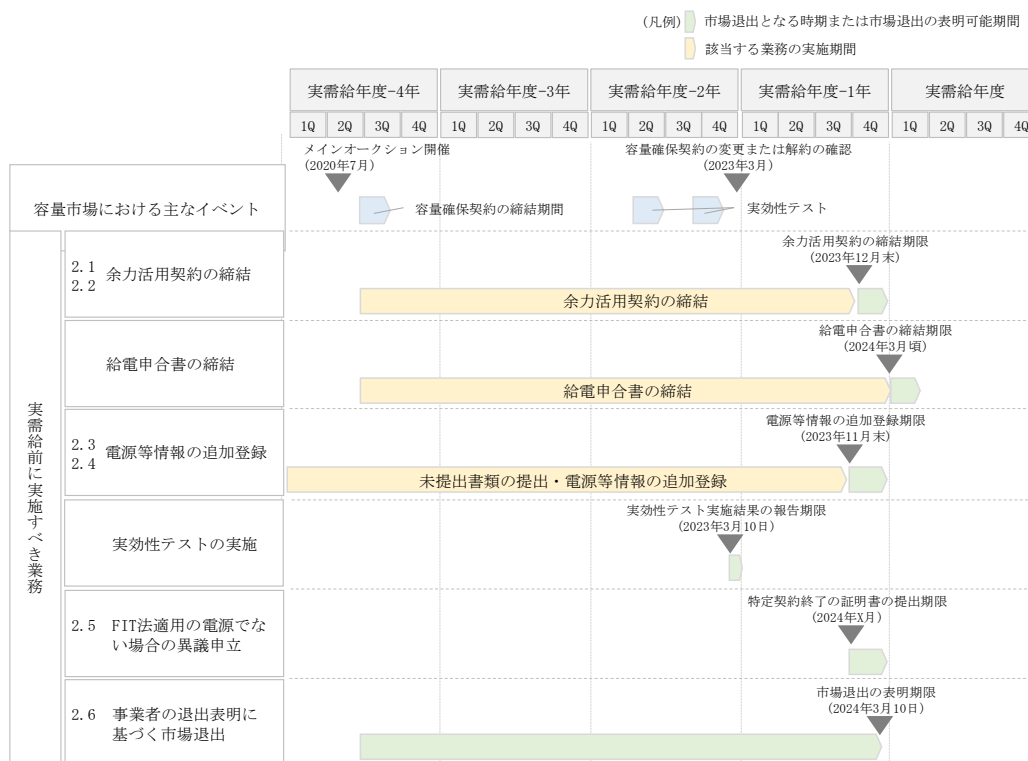 (凡例) 市場退出となる時期または市場退出の表明可能期間
該当する業務の実施期間
実需給年度-4年 実需給年度-3年 実需給年度-2年 実需給年度-1年 実需給年度
1Q 2Q 3Q 4Q 1Q 2Q 3Q 4Q 1Q 2Q 3Q 4Q 1Q 2Q 3Q 4Q 1Q 2Q 3Q 4Q
容量市場における主なイベント
メインオークション開催
(2020年7月)
容量確保契約の締結期間
容量確保契約の変更または解約の確認
(2023年3月)
実効性テスト
実需給前に実施すべき業務
2.1
2.2
余力活用契約の締結
余力活用契約の締結期限
(2023年12月末)
余力活用契約の締結
給電申合書の締結
給電申合書の締結期限
(2024年3月頃)
給電申合書の締結
2.3
2.4
電源等情報の追加登録
電源等情報の追加登録期限
(2023年11月末)
未提出書類の提出・電源等情報の追加登録
実効性テストの実施
実効性テスト実施結果の報告期限
(2023年3月10日)
2.5 FIT法適用の電源でな
い場合の異議申立
特定契約終了の証明書の提出期限
(2024年X月)
2.6 事業者の退出表明に
基づく市場退出
市場退出の表明期限
(2024年3月10日)